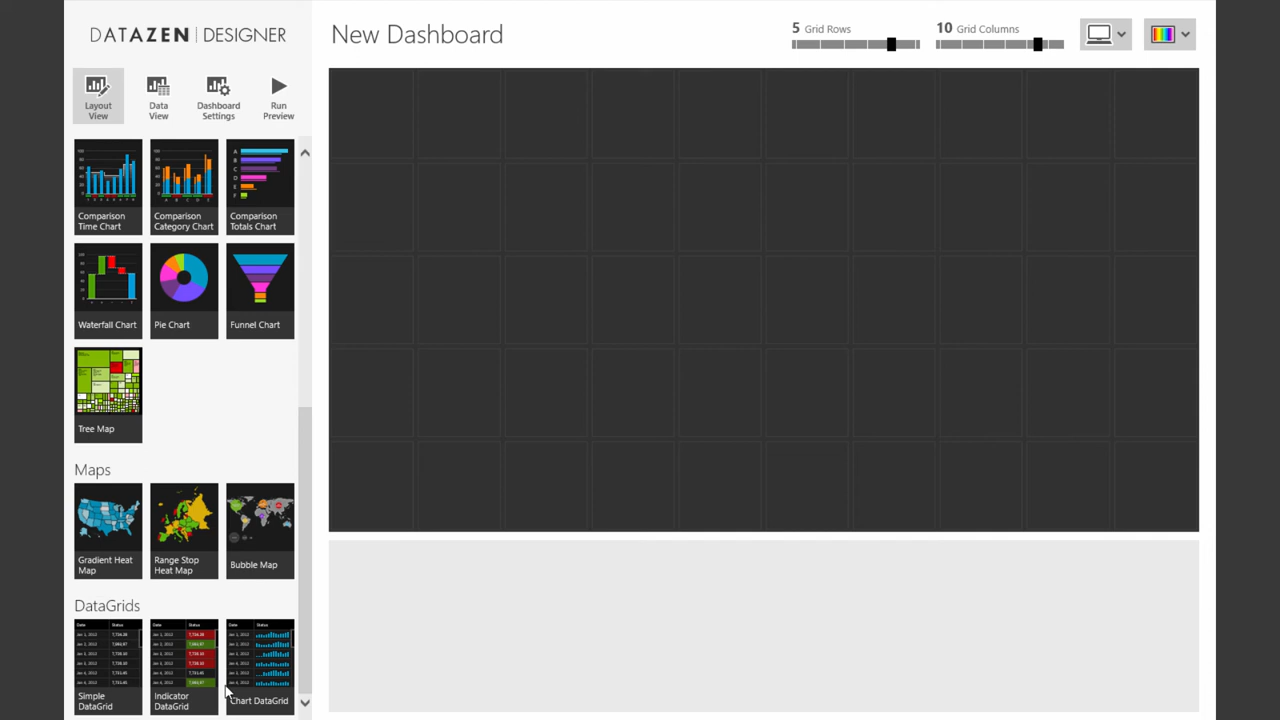 DATAZEN | DESIGNER
New Dashboard
5 Grid Rows
10 Grid Columns
Layout View
Data View
Dashboard Settings
Run Preview
Comparison Time Chart
Comparison Category Chart
Comparison Totals Chart
Waterfall Chart
Pie Chart
Funnel Chart
Tree Map
Maps
Gradient Heat Map
Range Stop Heat Map
Bubble Map
DataGrids
Simple DataGrid
Indicator DataGrid
Chart DataGrid